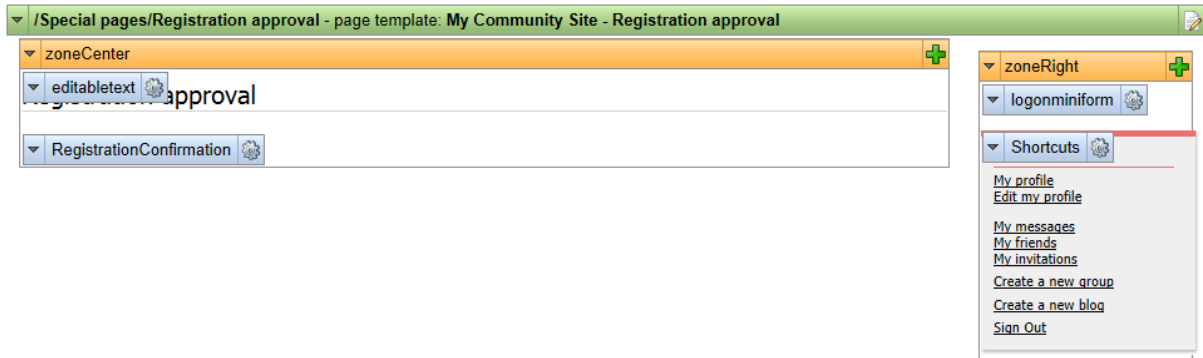 /Special pages/Registration approval - page template: My Community Site - Registration approval
zoneCenter
editabletext
approval
RegistrationConfirmation
zoneRight
logonminiform
Shortcuts
My profile
Edit my profile
My messages
My friends
My invitations
Create a new group
Create a new blog
Sign Out